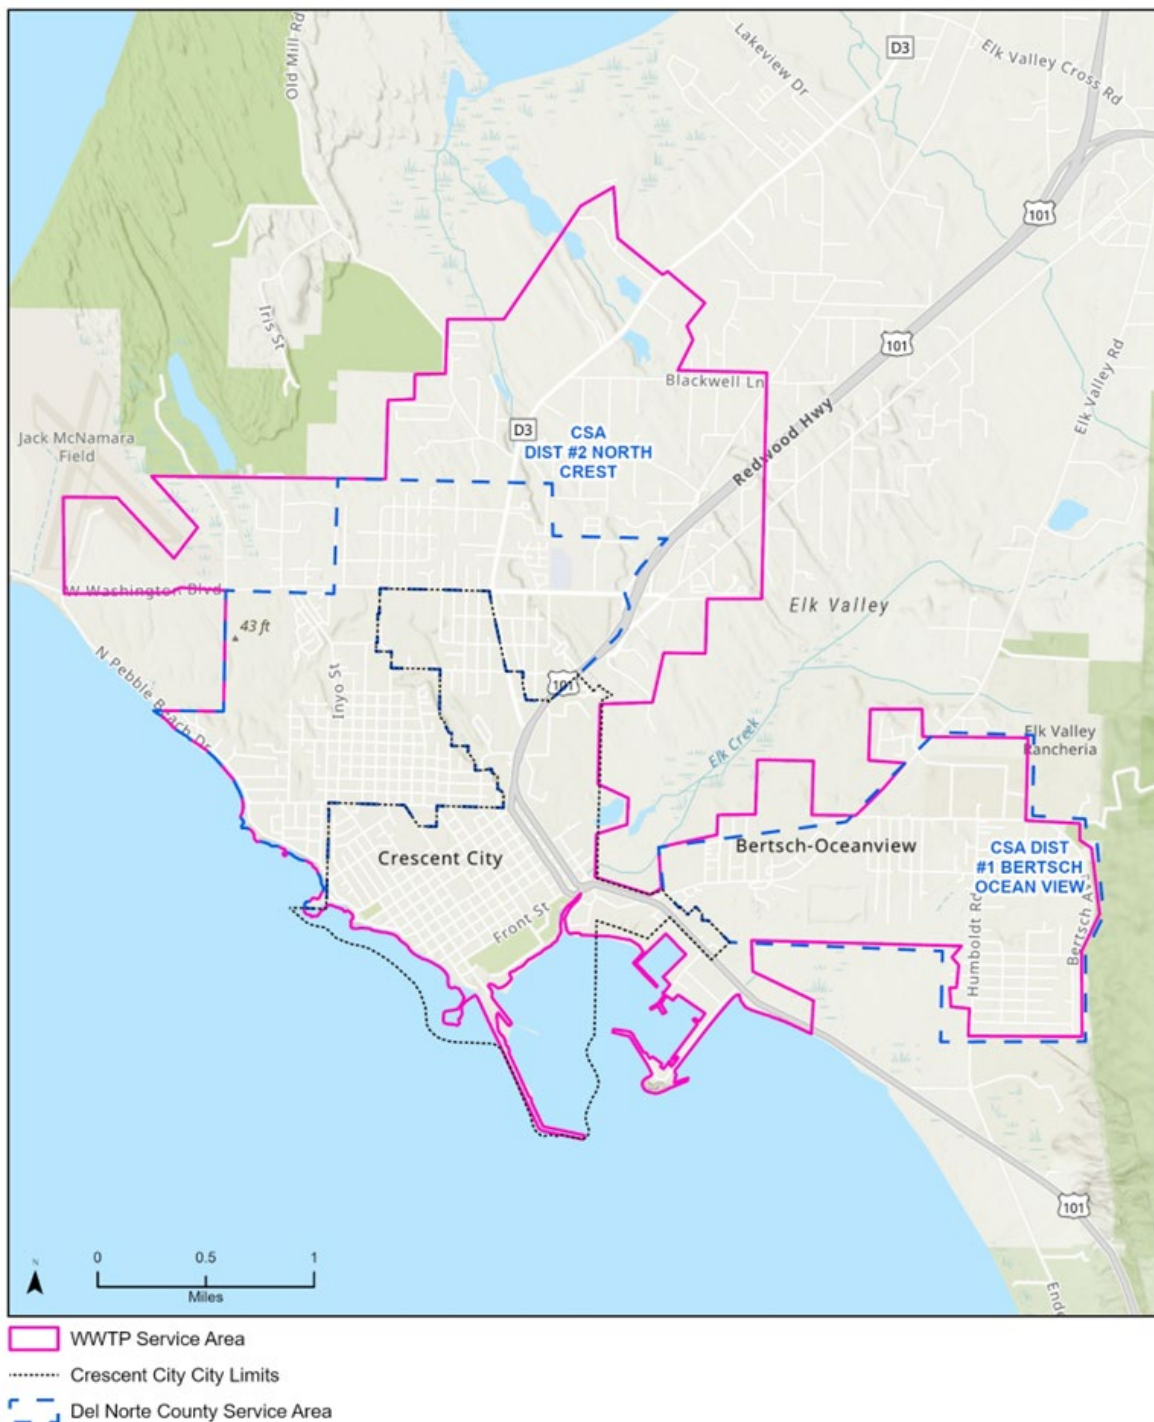 Old Mill Rd
Lakeview Dr
D3
Elk Valley Cross Rd
101
Iris St
101
Elk Valley Rd
Blackwell Ln
Redwood Hwy
Jack McNamara
Field
D3
CSA
DIST #2 NORTH
CREST
W Washington Blvd
Elk Valley
43 ft
N Pebble Beach Dr
Inyo St
101
Elk Creek
Elk Valley
Rancheria
Bertsch-Oceanview
CSA DIST
#1 BERTSCH
OCEAN VIEW
Crescent City
Front St
Humboldt Rd
Bertsch Av
101
N
0
0.5
1
Miles
WWTP Service Area
Crescent City City Limits
Del Norte County Service Area